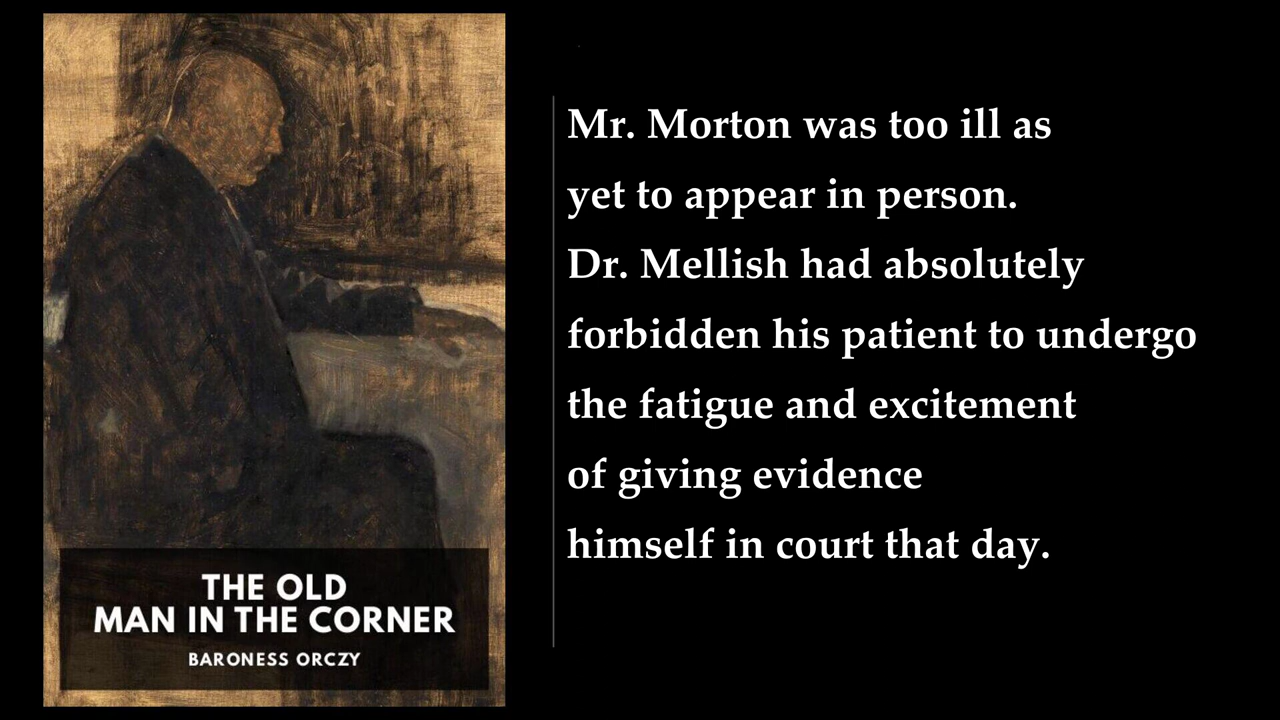 THE OLD
MAN IN THE CORNER
BARONESS ORCZY
Mr. Morton was too ill as
yet to appear in person.
Dr. Mellish had absolutely
forbidden his patient to undergo
the fatigue and excitement
of giving evidence
himself in court that day.